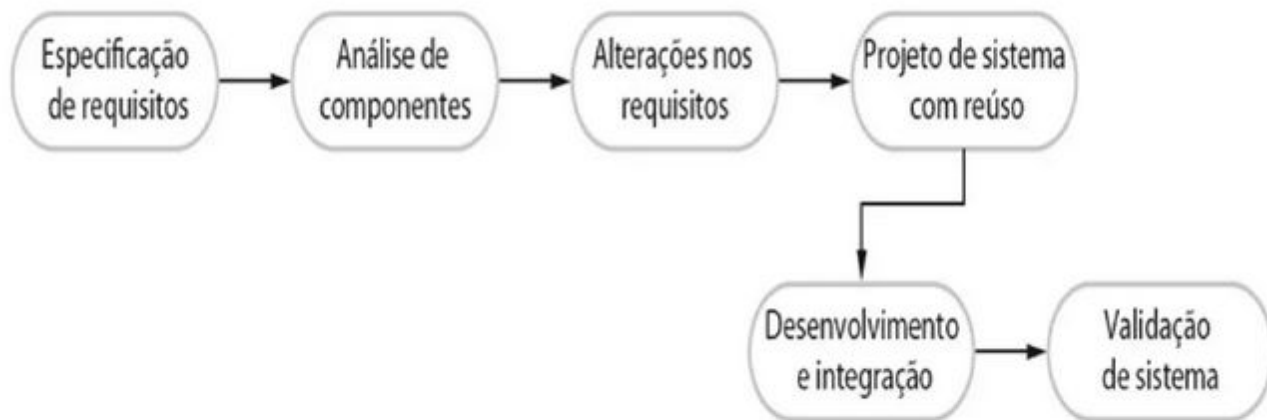 Especificação
de requisitos
Análise de
componentes
Alterações nos
requisitos
Projeto de sistema
com reúso
Desenvolvimento
e integração
Validação
de sistema